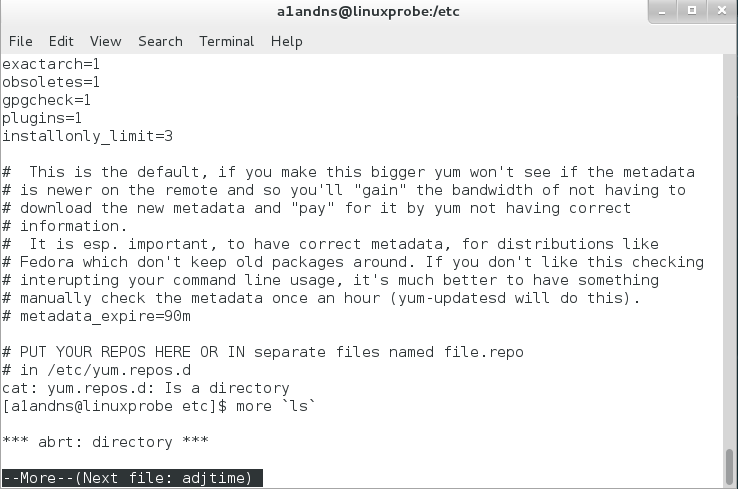 a1andns@linuxprobe:/etc
File Edit View Search Terminal Help
exactarch=1
obsoletes=1
gpgcheck=1
plugins=1
installonly_limit=3
#  This is the default, if you make this bigger yum won't see if the metadata
# is newer on the remote and so you'll "gain" the bandwidth of not having to
# download the new metadata and "pay" for it by yum not having correct
# information.
#  It is esp. important, to have correct metadata, for distributions like
# Fedora which don't keep old packages around. If you don't like this checking
# interupting your command line usage, it's much better to have something
# manually check the metadata once an hour (yum-updatesd will do this).
# metadata_expire=90m
# PUT YOUR REPOS HERE OR IN separate files named file.repo
# in /etc/yum.repos.d
cat: yum.repos.d: Is a directory
[a1andns@linuxprobe etc]$ more `ls`
*** abrt: directory ***
--More--(Next file: adjtime)